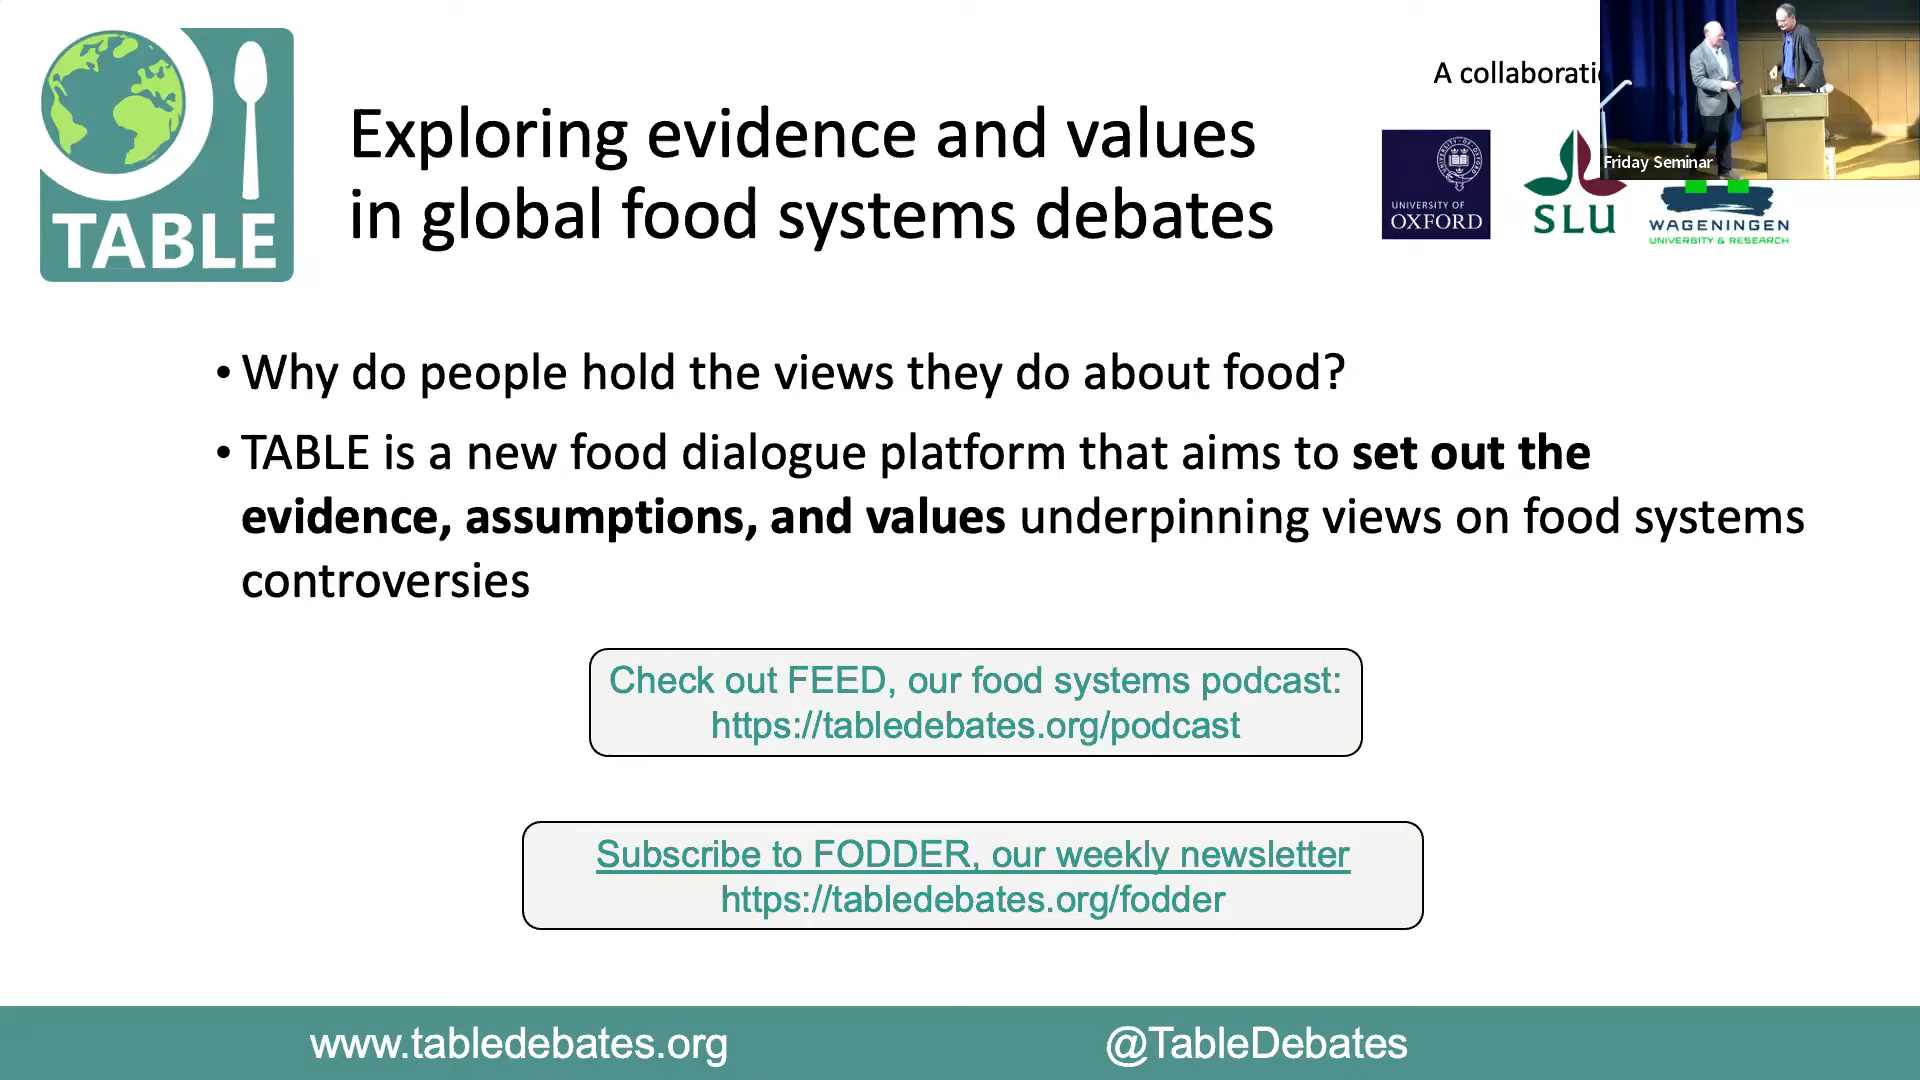 TABLE
Exploring evidence and values
in global food systems debates
A collaborati
UNIVERSITY OF
OXFORD
SLU
Friday Seminar
WAGENINGEN
UNIVERSITY & RESEARCH
• Why do people hold the views they do about food?
• TABLE is a new food dialogue platform that aims to set out the
evidence, assumptions, and values underpinning views on food systems
controversies
Check out FEED, our food systems podcast:
https://tabledebates.org/podcast
Subscribe to FODDER, our weekly newsletter
https://tabledebates.org/fodder
www.tabledebates.org
@TableDebates